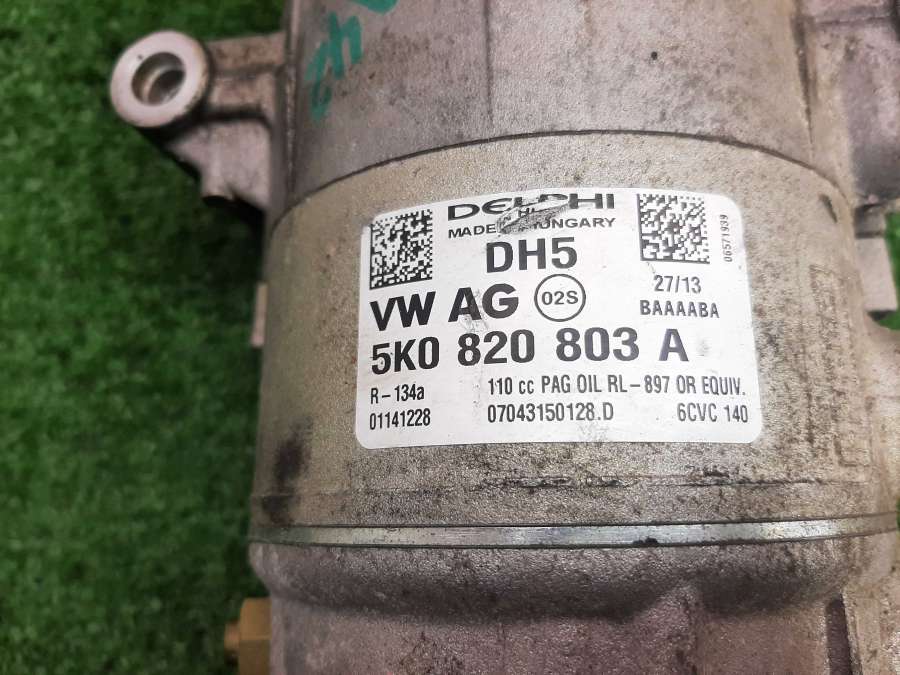 DELPHI
MADE IN HUNGARY
DH5
27/13
VW AG 02S
BAAAABA
5K0 820 803 A
R-134a 110 cc PAG OIL RL-897 OR EQUIV.
01141228 07043150128.D 6CVC 140
06571939